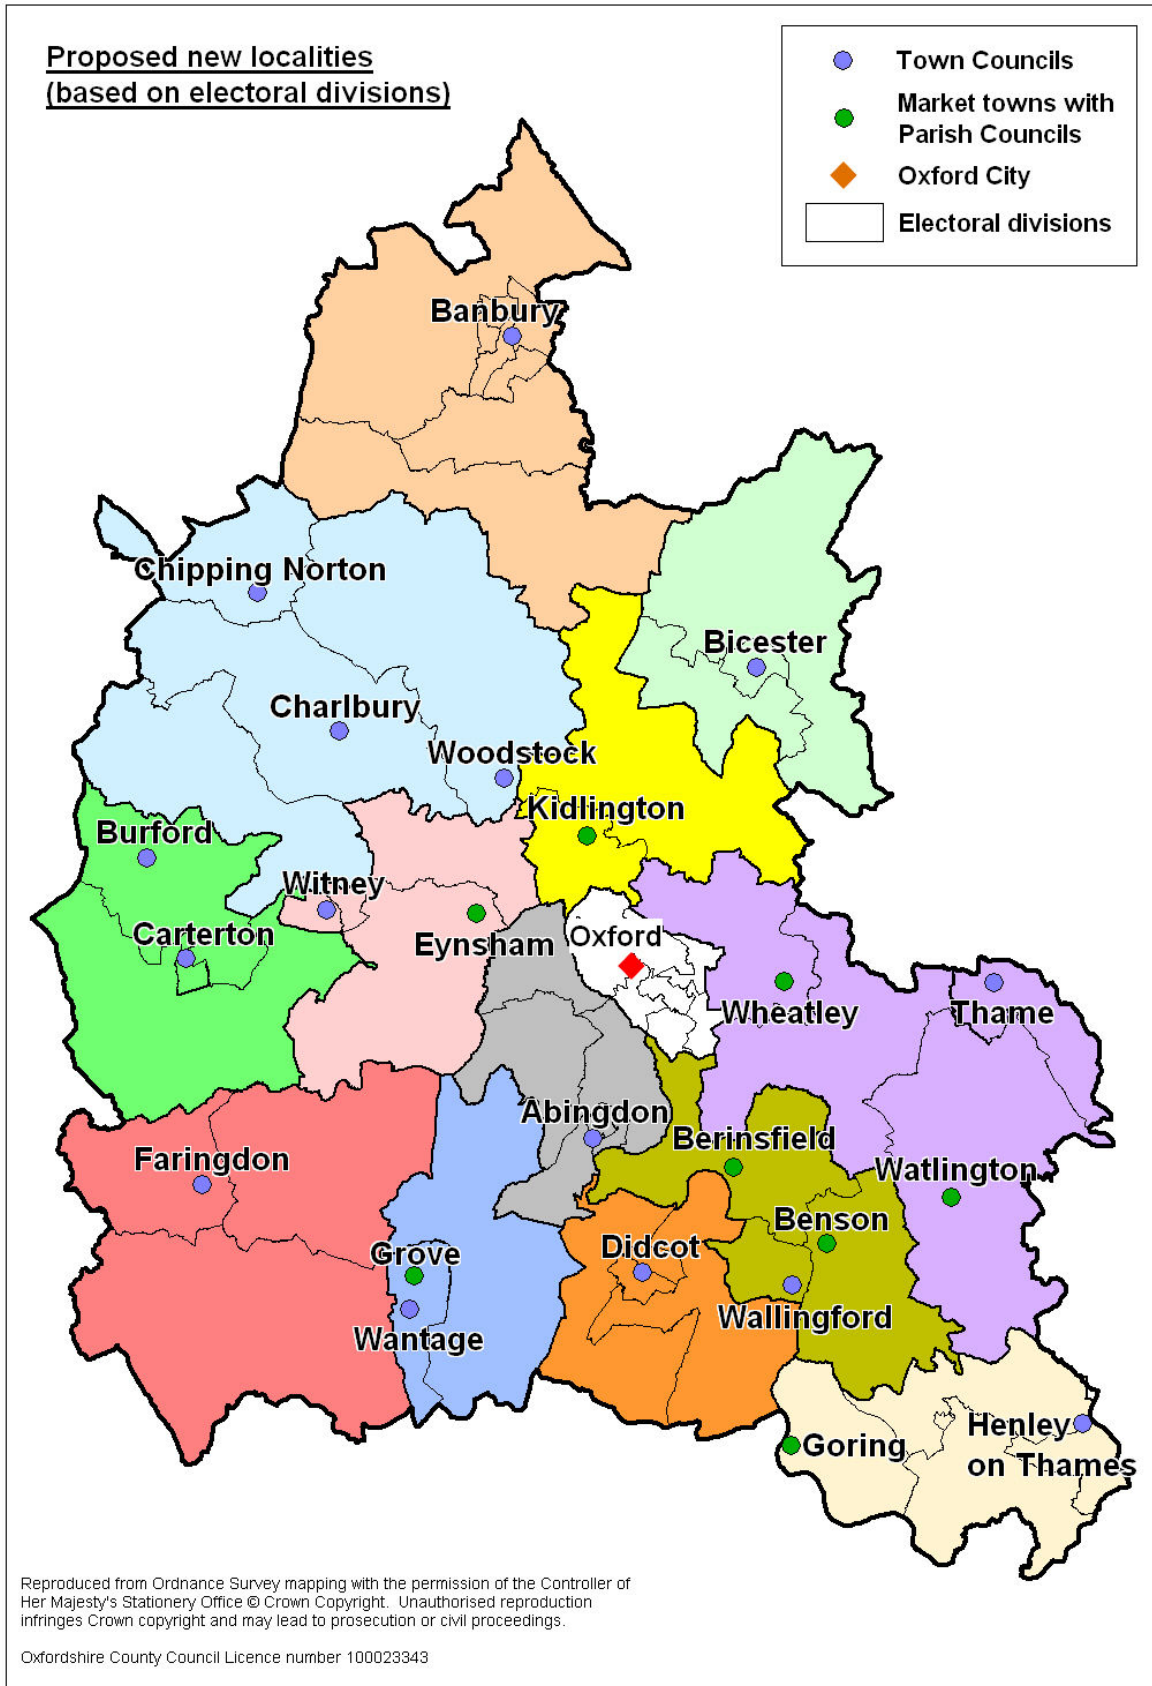 Proposed new localities
(based on electoral divisions)
Town Councils
Market towns with
Parish Councils
Oxford City
Electoral divisions
Banbury
Chipping Norton
Bicester
Charlbury
Woodstock
Kidlington
Burford
Witney
Carterton
Eynsham
Oxford
Wheatley
Thame
Abingdon
Berinsfield
Faringdon
Watlington
Benson
Didcot
Grove
Wallingford
Wantage
Henley
on Thames
Goring
Reproduced from Ordnance Survey mapping with the permission of the Controller of
Her Majesty's Stationery Office © Crown Copyright. Unauthorised reproduction
infringes Crown copyright and may lead to prosecution or civil proceedings.
Oxfordshire County Council Licence number 100023343